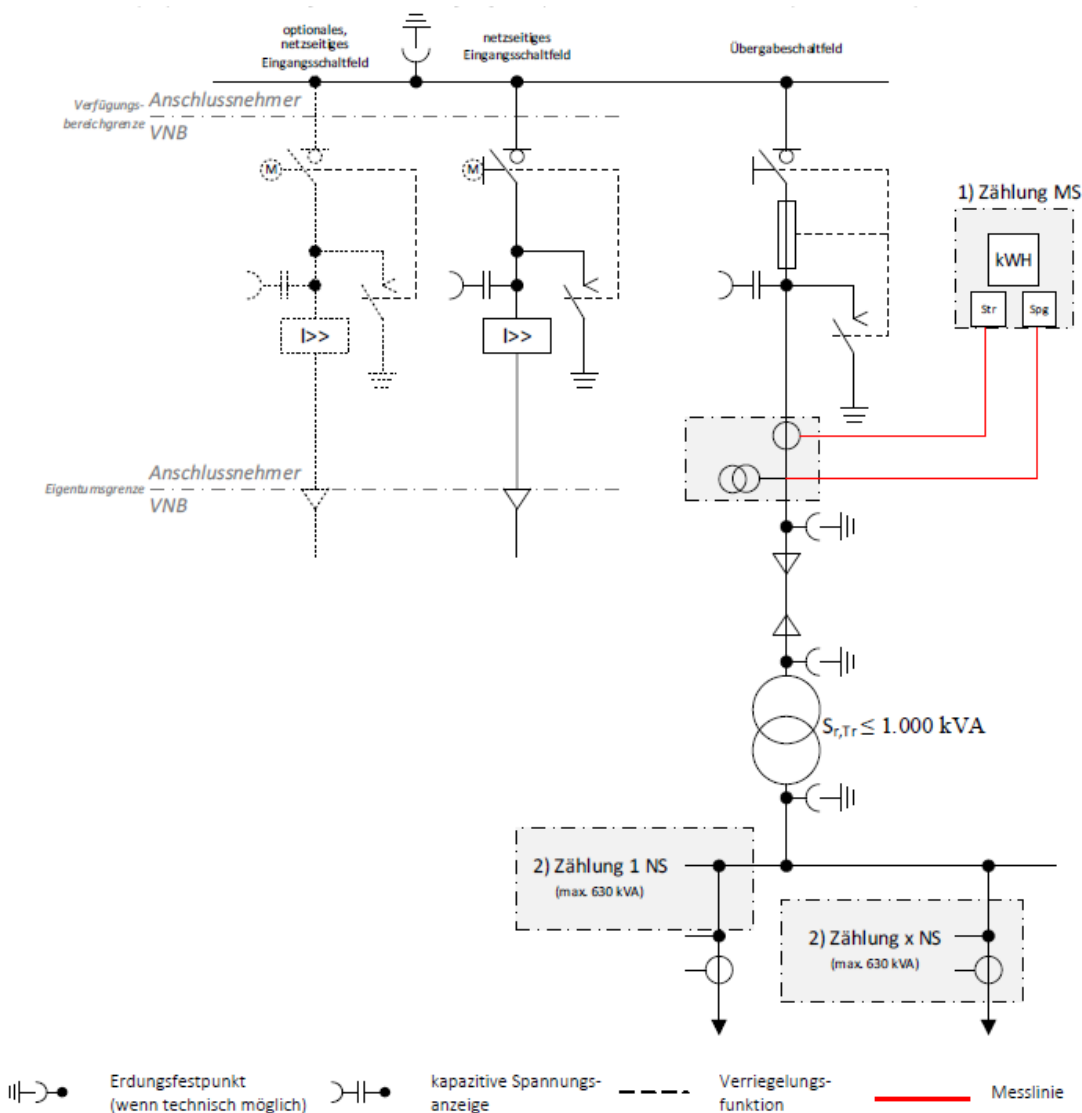 optionales,
netzseitiges
Eingangsschaltfeld
netzseitiges
Eingangsschaltfeld
Übergabeschaltfeld
Verfügungs-
bereichgrenze
Anschlussnehmer
VNB
M
M
1) Zählung MS
kWH
Str
Spg
I>>
I>>
Anschlussnehmer
Eigentumsgrenze
VNB
Sr,Tr ≤ 1.000 kVA
2) Zählung 1 NS
(max. 630 kVA)
2) Zählung x NS
(max. 630 kVA)
Erdungsfestpunkt
(wenn technisch möglich)
kapazitive Spannungs-
anzeige
Verriegelungs-
funktion
Messlinie